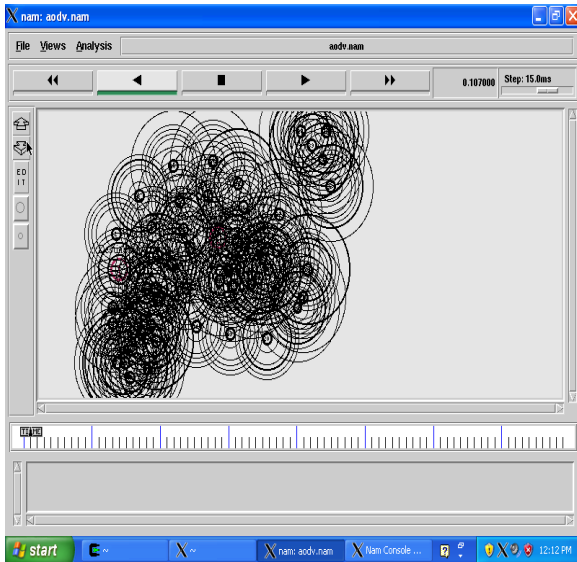 nam: aodv.nam
File Views Analysis aodv.nam
0.107000 Step: 15.0ms
ED
IT
TIME
start ~ ~ nam: aodv.nam Nam Console ... 12:12 PM